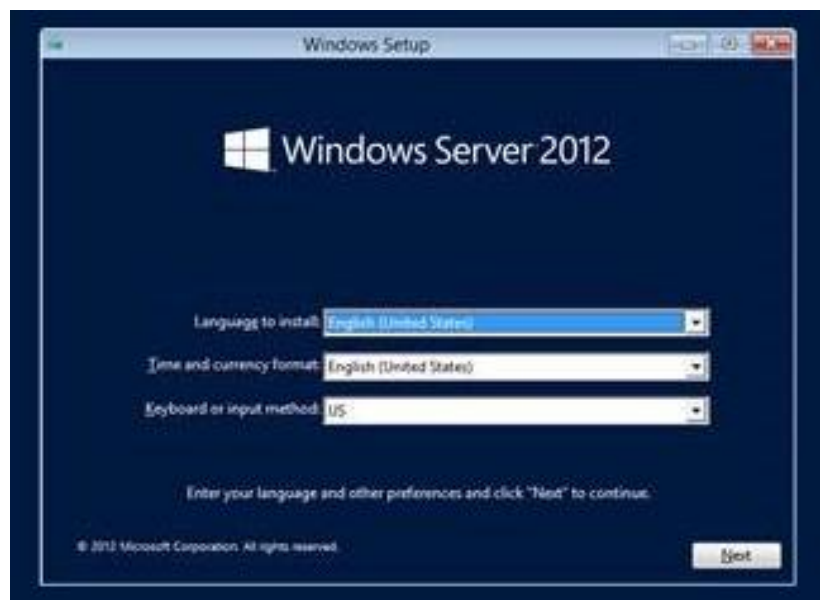 Windows Setup
Windows Server 2012
Language to install: English (United States)
Time and currency format: English (United States)
Keyboard or input method: US
Enter your language and other preferences and click "Next" to continue.
© 2012 Microsoft Corporation. All rights reserved.
Next